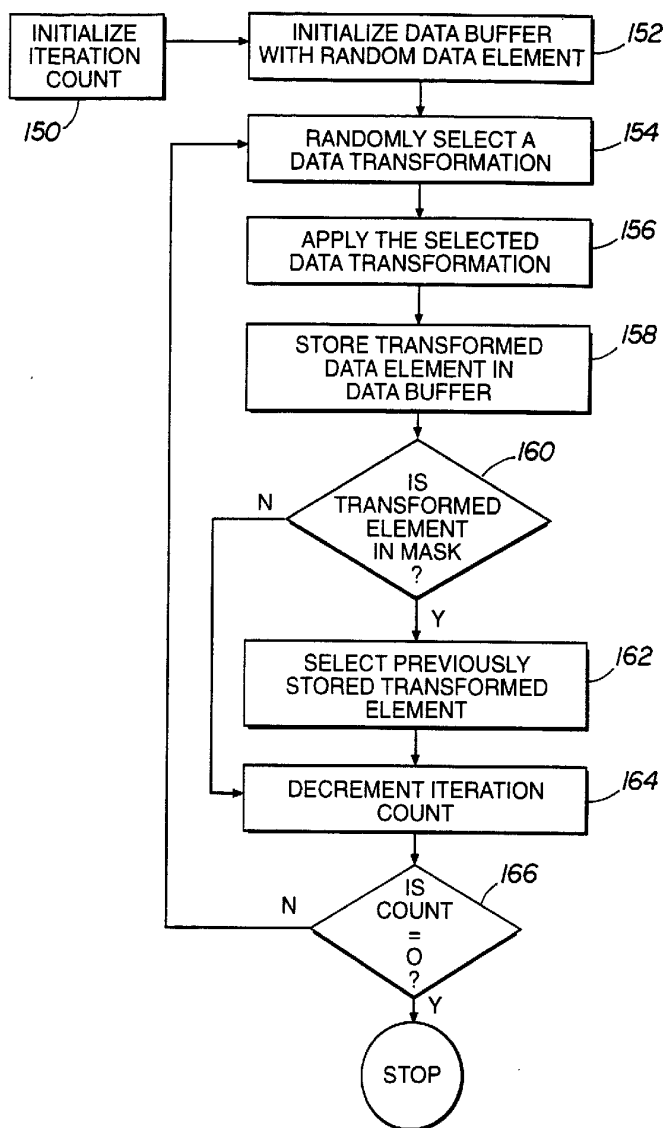 INITIALIZE
ITERATION
COUNT
150
INITIALIZE DATA BUFFER
WITH RANDOM DATA ELEMENT
152
RANDOMLY SELECT A
DATA TRANSFORMATION
154
APPLY THE SELECTED
DATA TRANSFORMATION
156
STORE TRANSFORMED
DATA ELEMENT IN
DATA BUFFER
158
IS
TRANSFORMED
ELEMENT
IN MASK
?
160
N
Y
SELECT PREVIOUSLY
STORED TRANSFORMED
ELEMENT
162
DECREMENT ITERATION
COUNT
164
IS
COUNT
=
O
?
166
N
Y
STOP